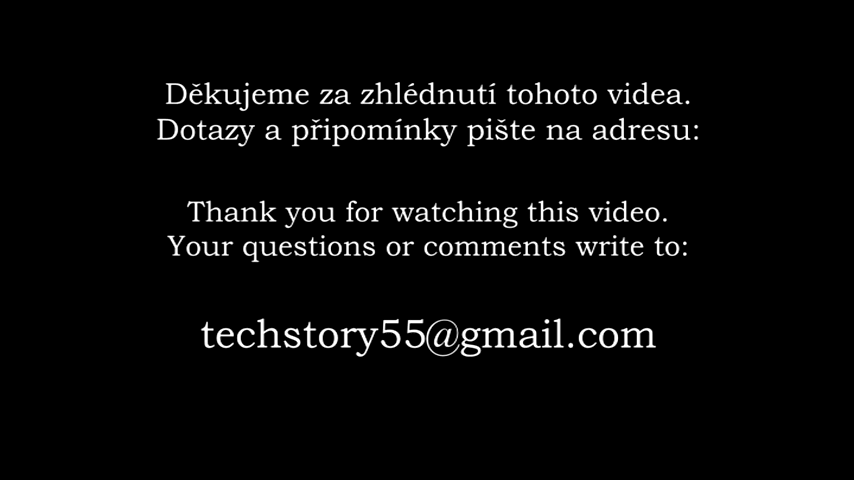 Děkujeme za zhlédnutí tohoto videa.
Dotazy a připomínky pište na adresu:
Thank you for watching this video.
Your questions or comments write to:
techstory55@gmail.com